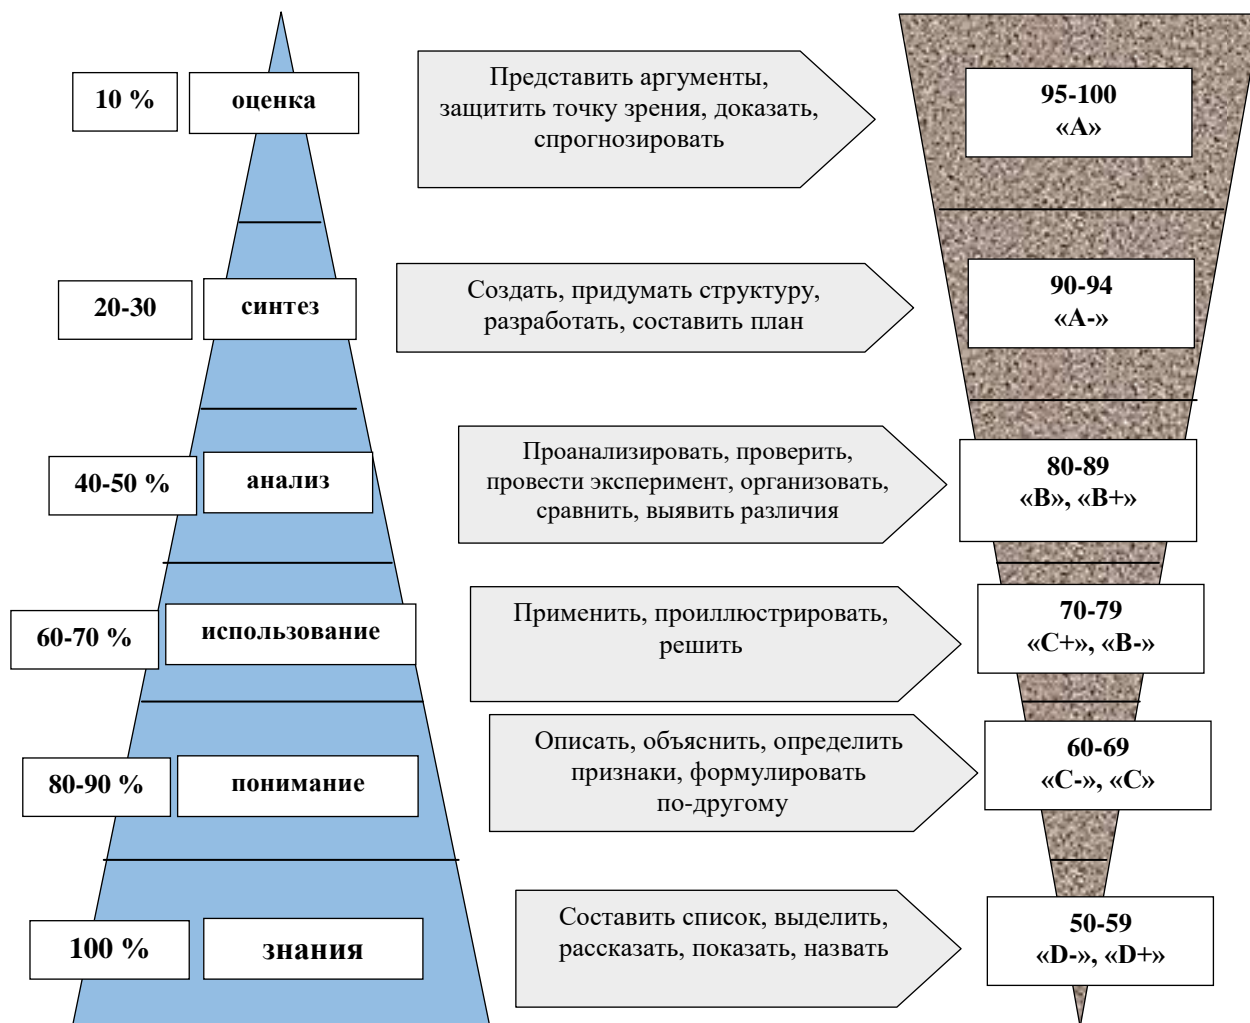 10 %
оценка
Представить аргументы,
защитить точку зрения, доказать,
спрогнозировать
95-100
«А»
20-30
синтез
Создать, придумать структуру,
разработать, составить план
90-94
«А-»
40-50 %
анализ
Проанализировать, проверить,
провести эксперимент, организовать,
сравнить, выявить различия
80-89
«В», «В+»
60-70 %
использование
Применить, проиллюстрировать,
решить
70-79
«С+», «В-»
80-90 %
понимание
Описать, объяснить, определить
признаки, формулировать
по-другому
60-69
«С-», «С»
100 %
знания
Составить список, выделить,
рассказать, показать, назвать
50-59
«D-», «D+»